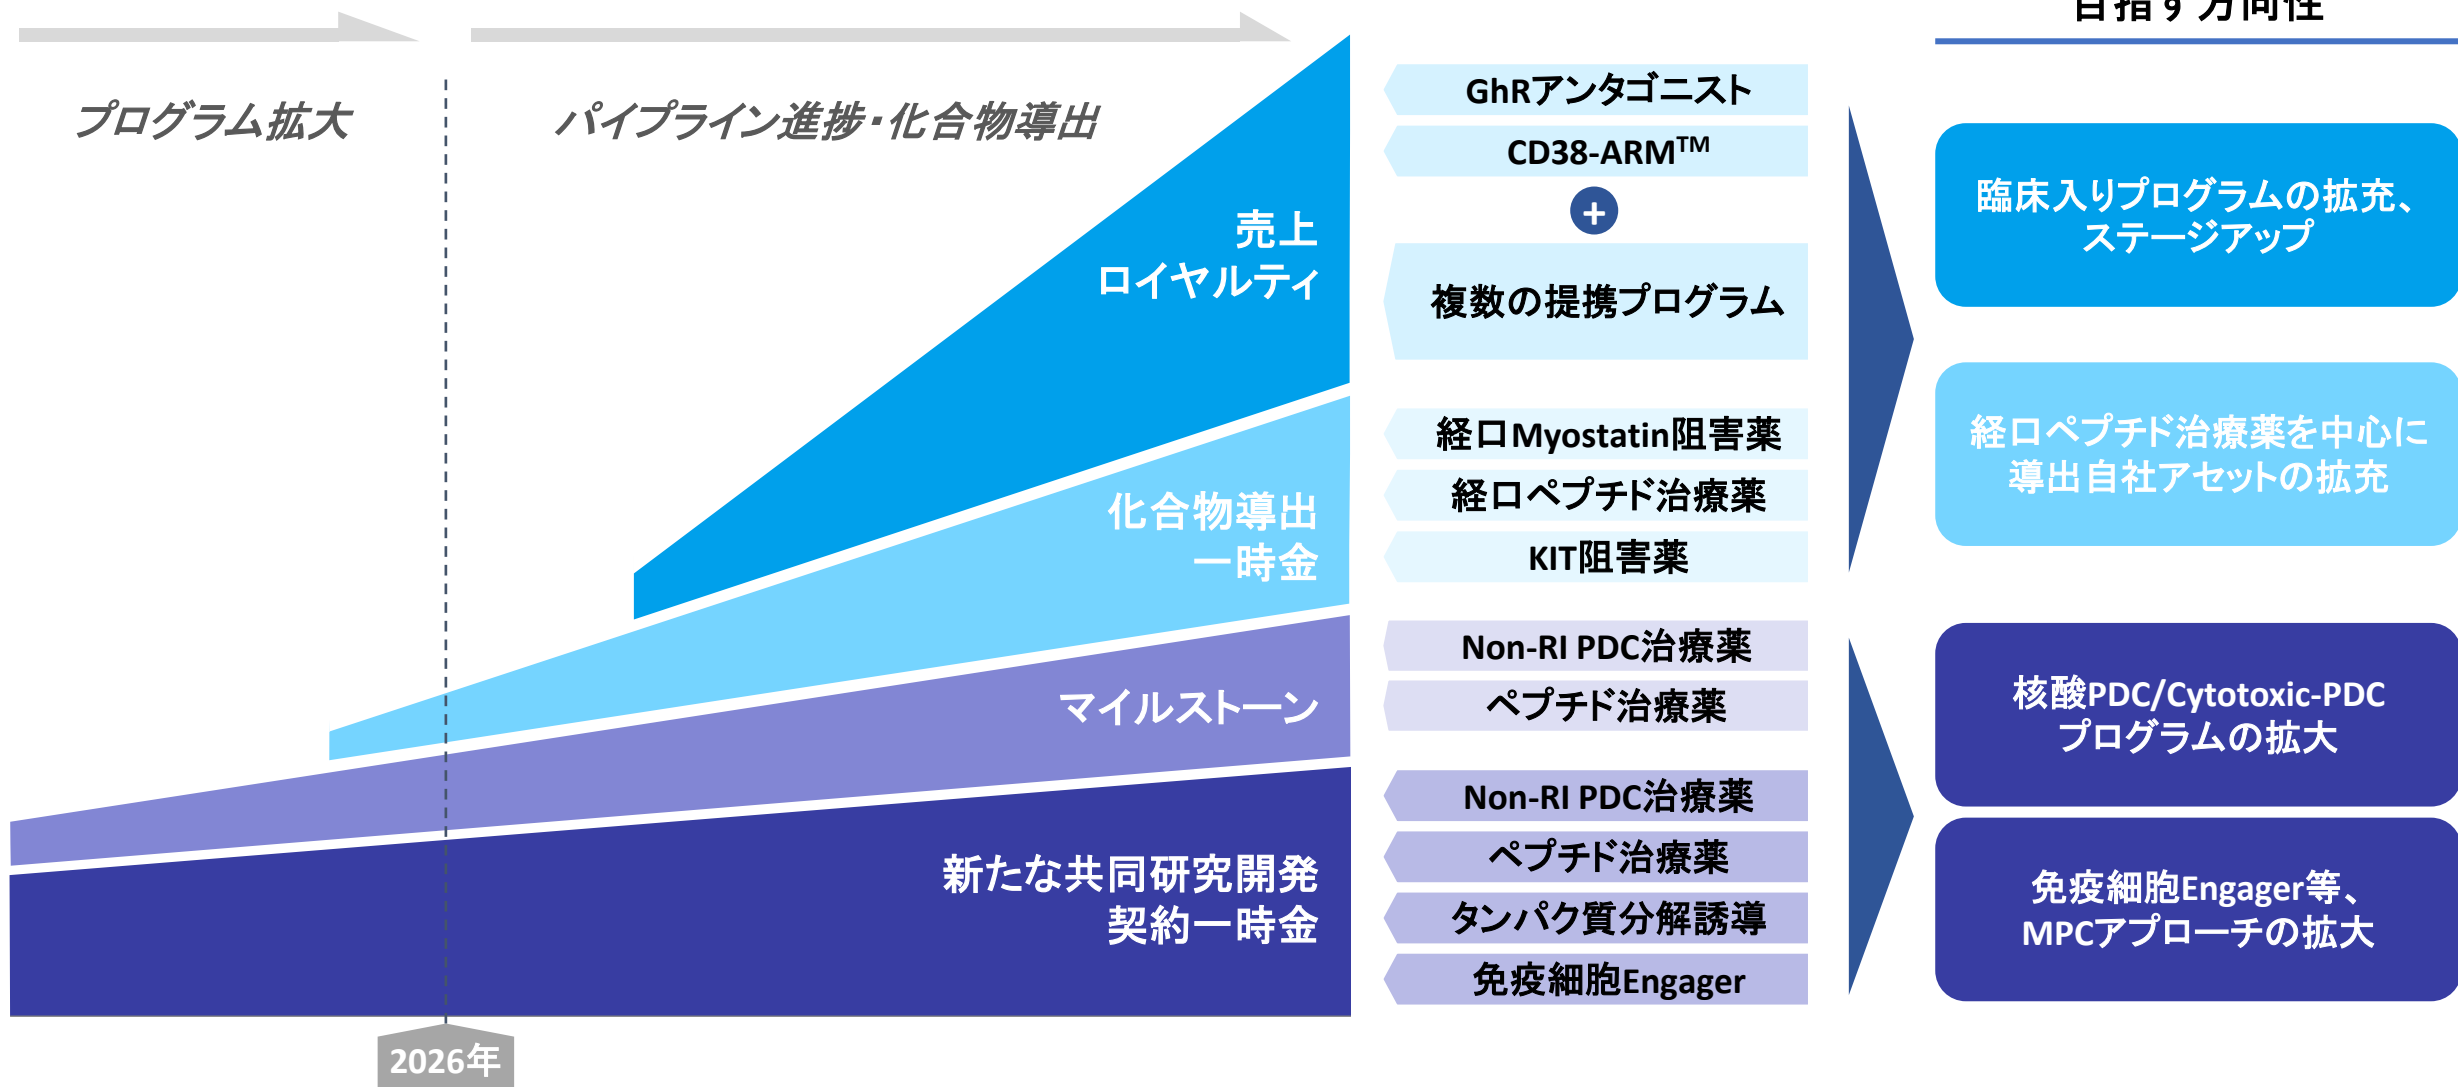 目指す方向性
プログラム拡大
パイプライン進捗・化合物導出
売上
ロイヤルティ
化合物導出
一時金
マイルストーン
新たな共同研究開発
契約一時金
2026年
GhRアンタゴニスト
CD38-ARM™
+
複数の提携プログラム
経口Myostatin阻害薬
経口ペプチド治療薬
KIT阻害薬
Non-RI PDC治療薬
ペプチド治療薬
Non-RI PDC治療薬
ペプチド治療薬
タンパク質分解誘導
免疫細胞Engager
臨床入りプログラムの拡充、
ステージアップ
経口ペプチド治療薬を中心に
導出自社アセットの拡充
核酸PDC/Cytotoxic-PDC
プログラムの拡大
免疫細胞Engager等、
MPCアプローチの拡大